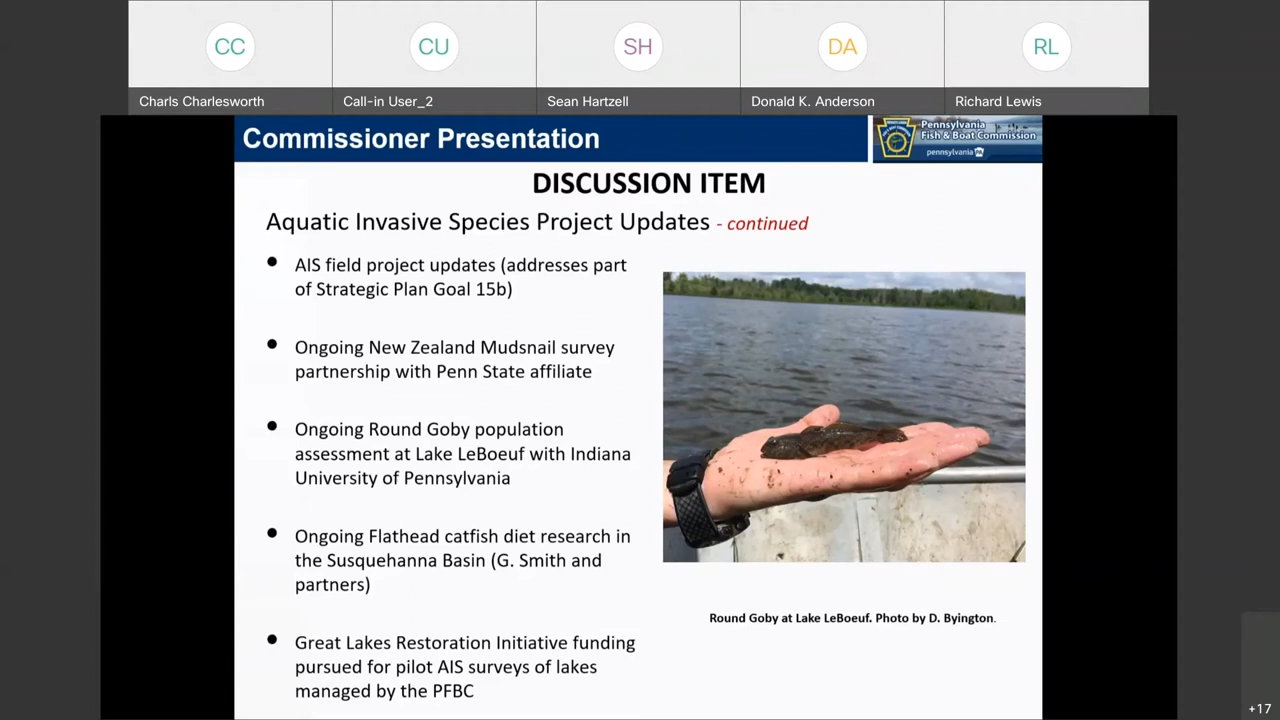 CC
CU
SH
DA
RL
Charls Charlesworth
Call-in User_2
Sean Hartzell
Donald K. Anderson
Richard Lewis
Commissioner Presentation
Pennsylvania
Fish & Boat Commission
pennsylvania PA
DISCUSSION ITEM
Aquatic Invasive Species Project Updates - continued
• AIS field project updates (addresses part
of Strategic Plan Goal 15b)
• Ongoing New Zealand Mudsnail survey
partnership with Penn State affiliate
• Ongoing Round Goby population
assessment at Lake LeBoeuf with Indiana
University of Pennsylvania
• Ongoing Flathead catfish diet research in
the Susquehanna Basin (G. Smith and
partners)
• Great Lakes Restoration Initiative funding
pursued for pilot AIS surveys of lakes
managed by the PFBC
Round Goby at Lake LeBoeuf. Photo by D. Byington.
+17